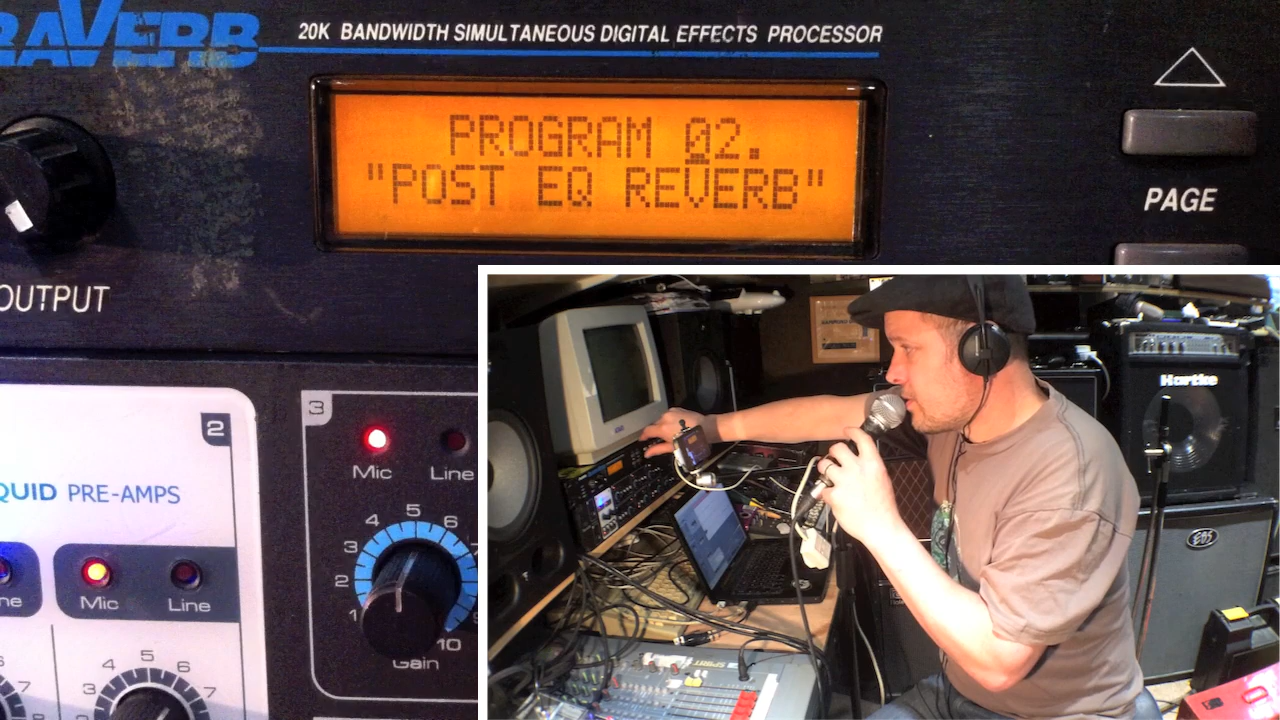 RAVERB
20K BANDWIDTH SIMULTANEOUS DIGITAL EFFECTS PROCESSOR
PROGRAM 02.
"POST EQ REVERB"
PAGE
OUTPUT
2
QUID PRE-AMPS
Mic
Line
3
Mic
Line
4 5 6
3
2
1
10
Gain
3 4 5 6 7
Hartke
EBS
SPIRIT